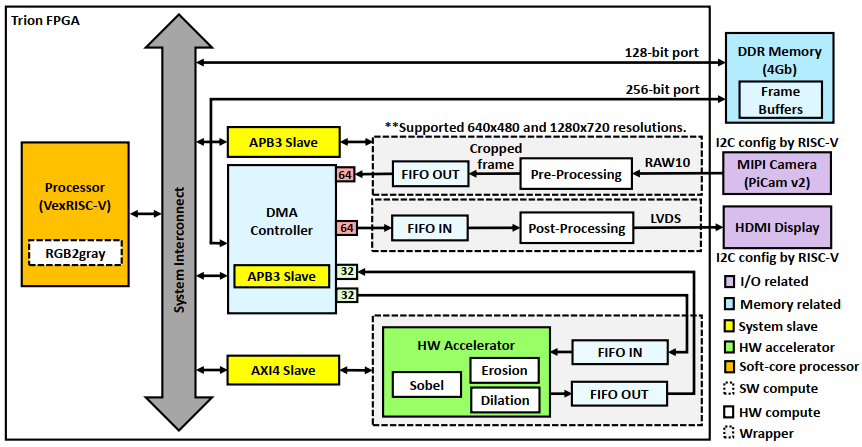 Trion FPGA
128-bit port
DDR Memory
(4Gb)
Frame
Buffers
256-bit port
**Supported 640x480 and 1280x720 resolutions.
APB3 Slave
I2C config by RISC-V
Cropped
frame
RAW10
MIPI Camera
(PiCam v2)
64
FIFO OUT
Pre-Processing
Processor
(VexRISC-V)
RGB2gray
System Interconnect
DMA
Controller
64
FIFO IN
Post-Processing
LVDS
HDMI Display
I2C config by RISC-V
APB3 Slave
32
32
I/O related
Memory related
System slave
HW accelerator
Soft-core processor
SW compute
HW compute
Wrapper
HW Accelerator
Sobel
Erosion
Dilation
FIFO IN
FIFO OUT
AXI4 Slave